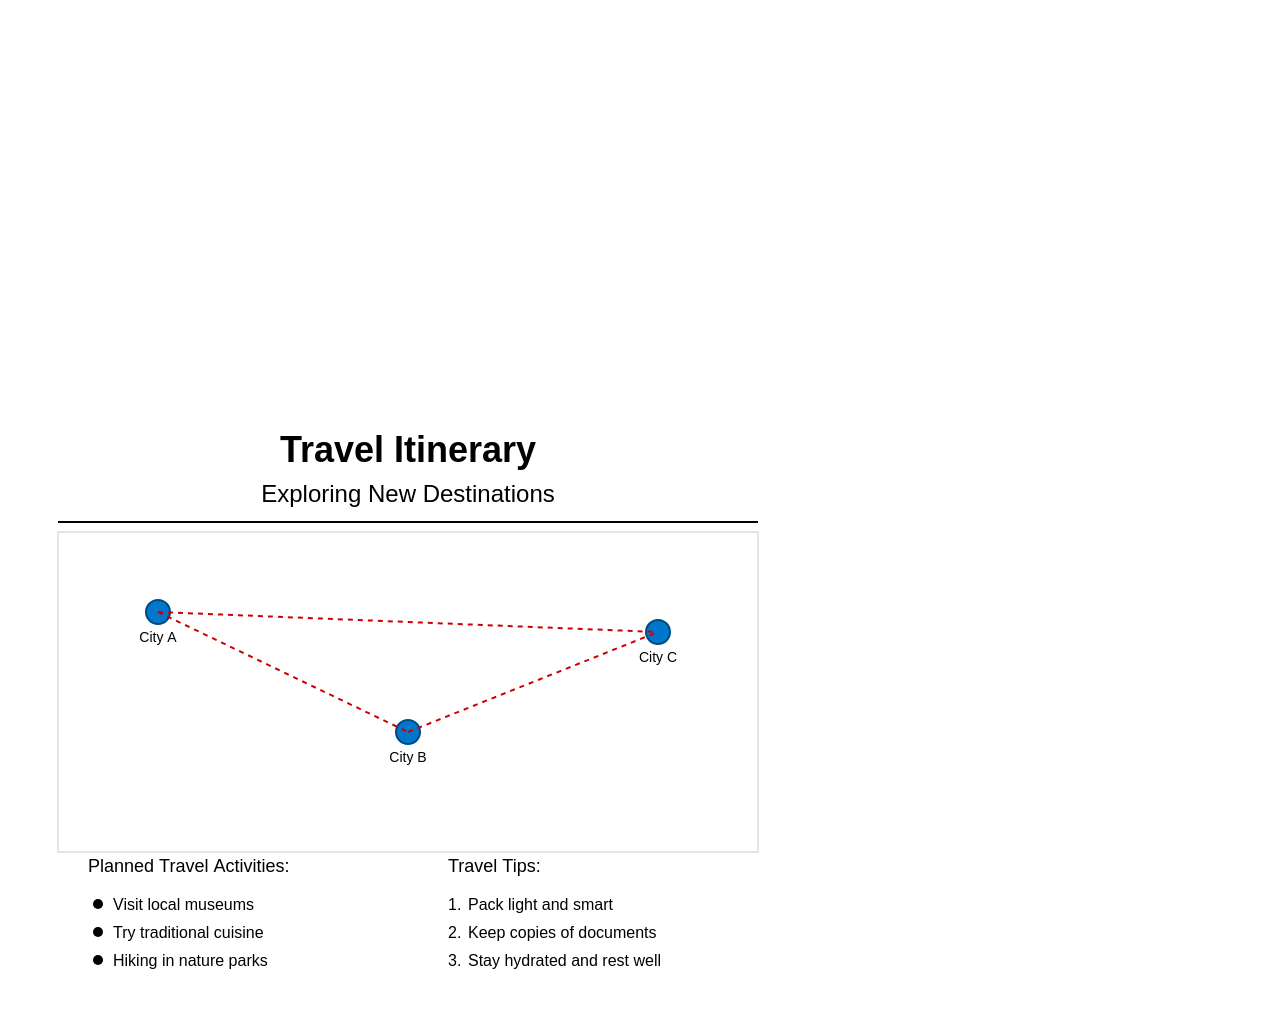 Travel Itinerary
Exploring New Destinations
City A
City C
City B
Planned Travel Activities:
Visit local museums
Try traditional cuisine
Hiking in nature parks
Travel Tips:
1. Pack light and smart
2. Keep copies of documents
3. Stay hydrated and rest well